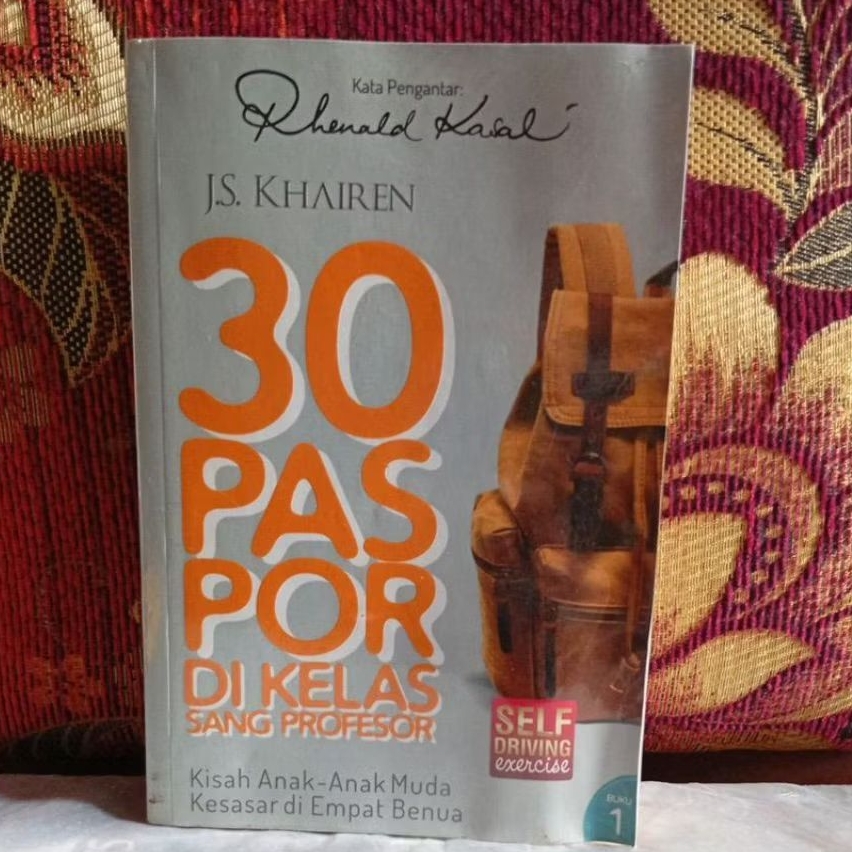 Kata Pengantar:
Rhenald Kasali
J.S. KHAIREN
30
PAS
POR
DI KELAS
SANG PROFESOR
Kisah Anak-Anak Muda
Kesasar di Empat Benua
SELF
DRIVING
exercise
BUKU
1